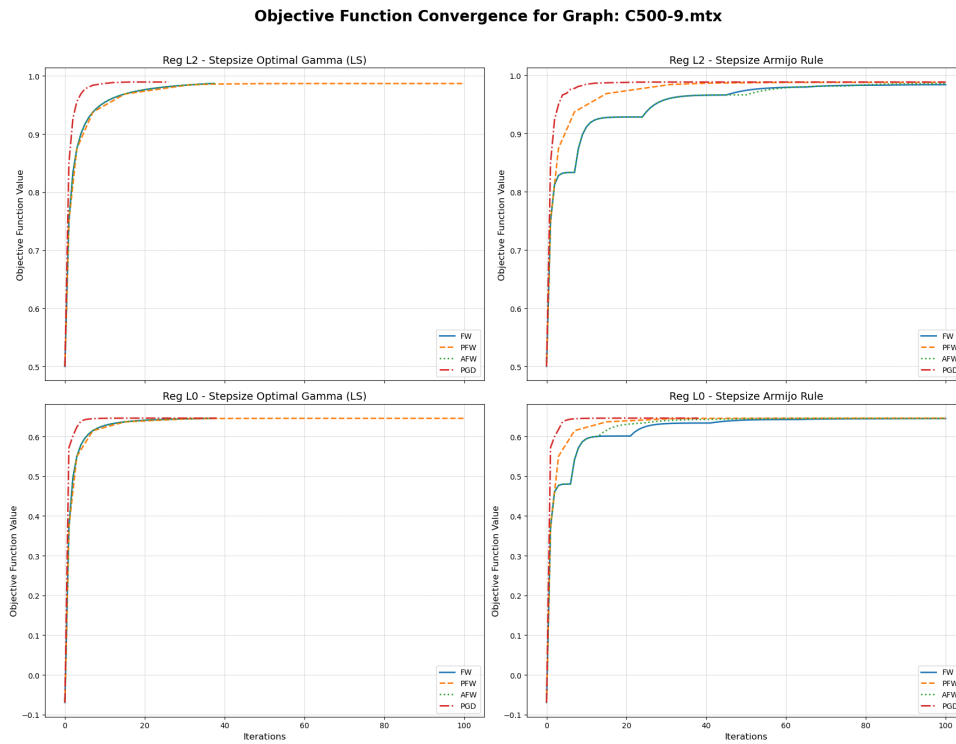 Objective Function Convergence for Graph: C500-9.mtx
Reg L2 - Stepsize Optimal Gamma (LS)
Objective Function Value
1.0
0.9
0.8
0.7
0.6
0.5
FW
PFW
AFW
PGD
Reg L2 - Stepsize Armijo Rule
Objective Function Value
1.0
0.9
0.8
0.7
0.6
0.5
FW
PFW
AFW
PGD
Reg L0 - Stepsize Optimal Gamma (LS)
Objective Function Value
0.6
0.5
0.4
0.3
0.2
0.1
0.0
−0.1
0 20 40 60 80 100
Iterations
FW
PFW
AFW
PGD
Reg L0 - Stepsize Armijo Rule
Objective Function Value
0.6
0.5
0.4
0.3
0.2
0.1
0.0
−0.1
0 20 40 60 80 100
Iterations
FW
PFW
AFW
PGD